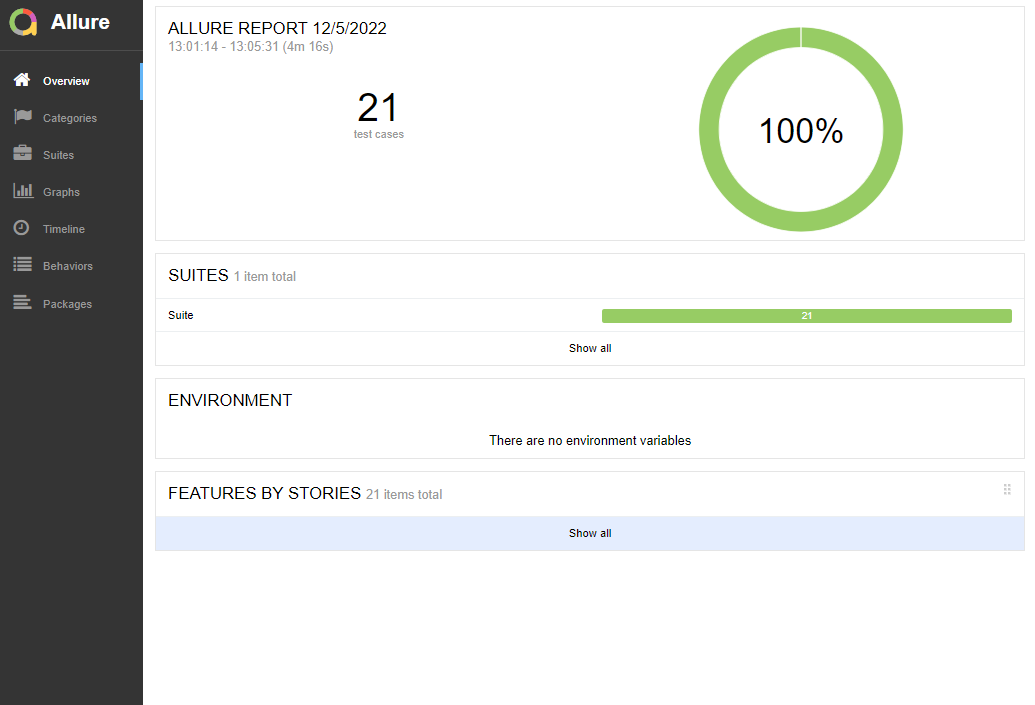 Allure
Overview
Categories
Suites
Graphs
Timeline
Behaviors
Packages
ALLURE REPORT 12/5/2022
13:01:14 - 13:05:31 (4m 16s)
21
test cases
100%
SUITES 1 item total
Suite 21
Show all
ENVIRONMENT
There are no environment variables
FEATURES BY STORIES 21 items total
Show all